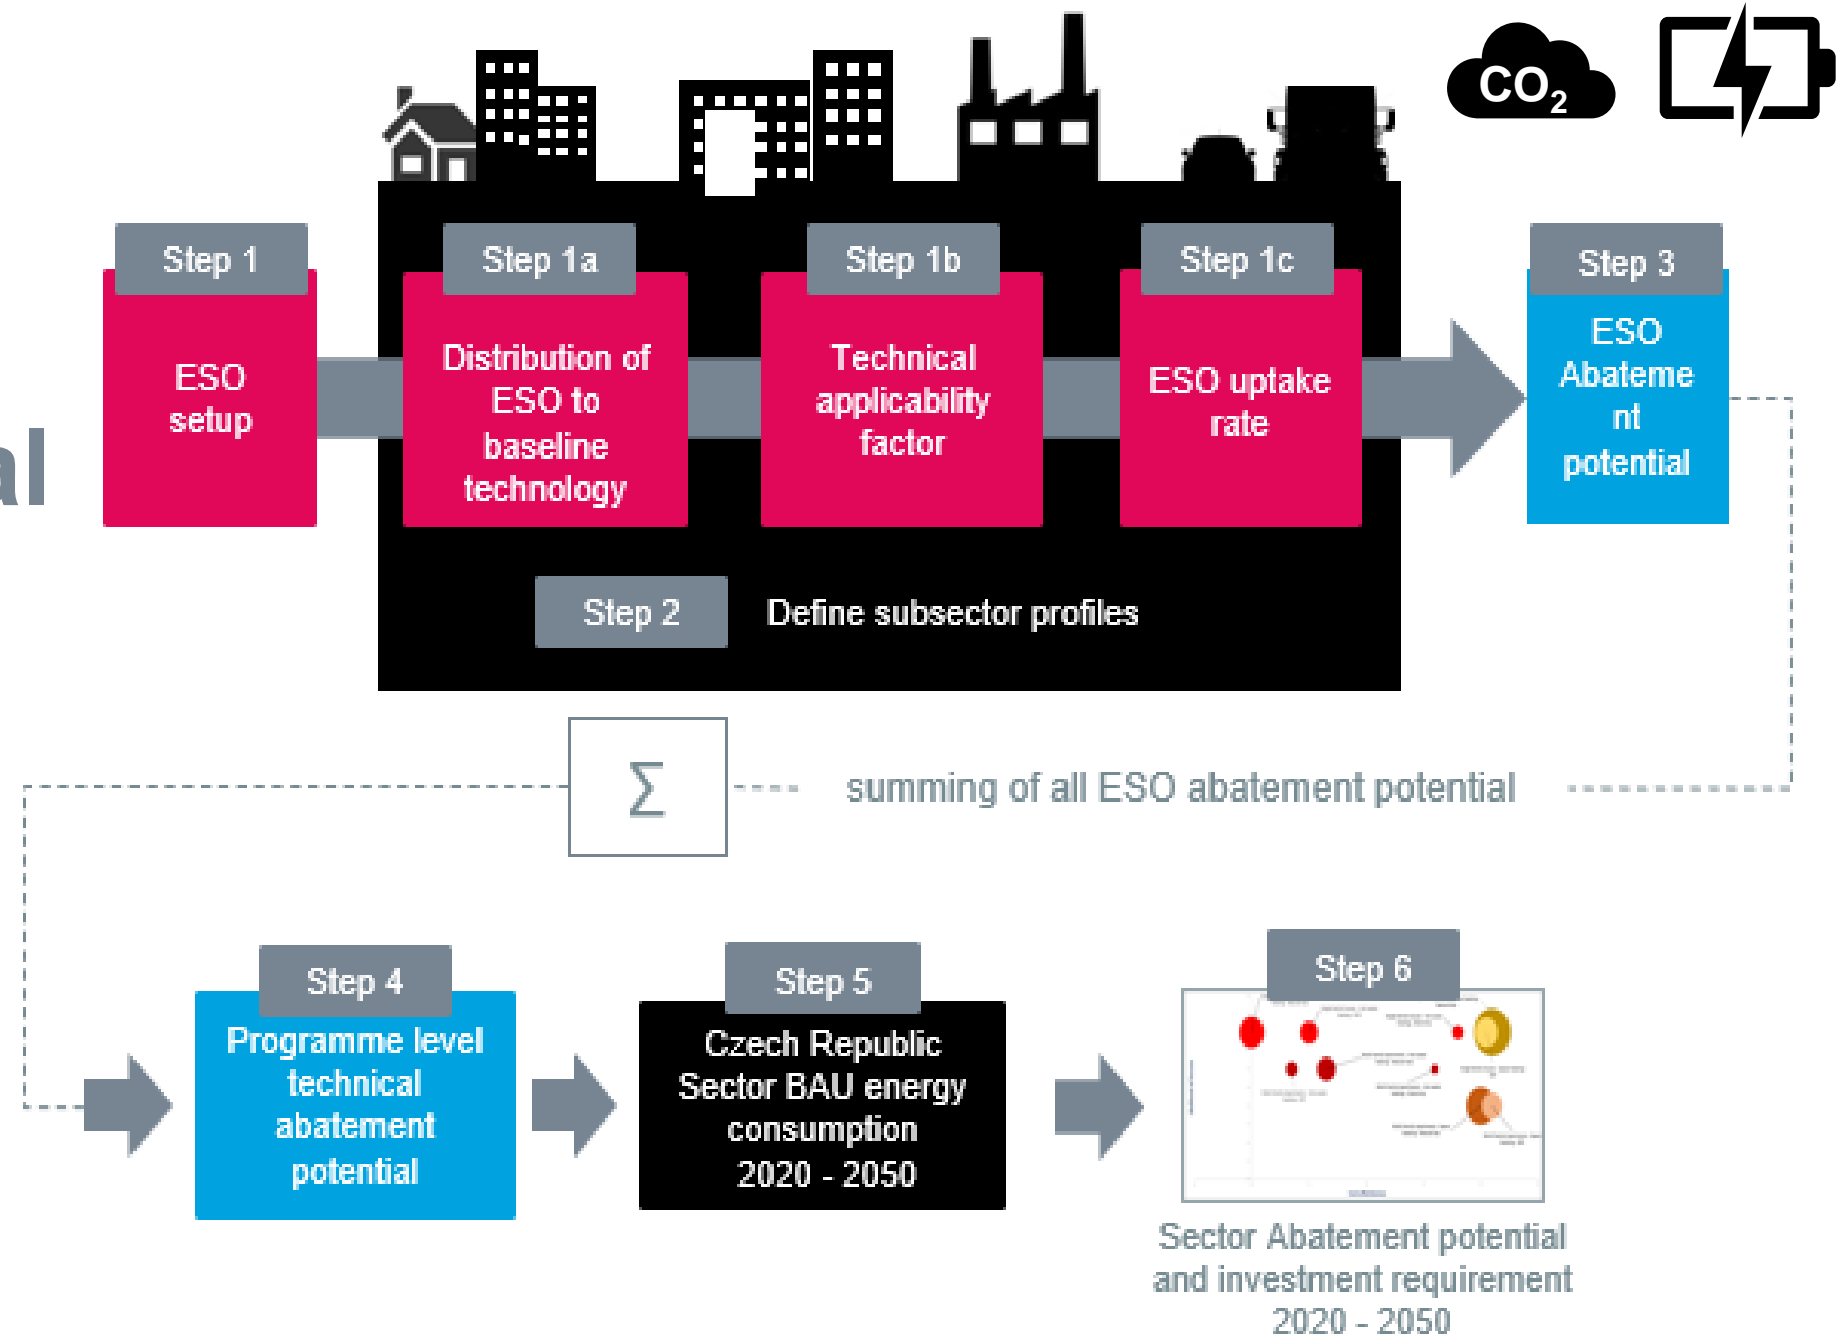 CO2
Step 1
Step 1a
Step 1b
Step 1c
Step 3
ESO
setup
Distribution of
ESO to
baseline
technology
Technical
applicability
factor
ESO uptake
rate
ESO
Abateme
nt
potential
al
Step 2
Define subsector profiles
Σ
summing of all ESO abatement potential
Step 4
Programme level
technical
abatement
potential
Step 5
Czech Republic
Sector BAU energy
consumption
2020 - 2050
Step 6
Sector Abatement potential
and investment requirement
2020 - 2050